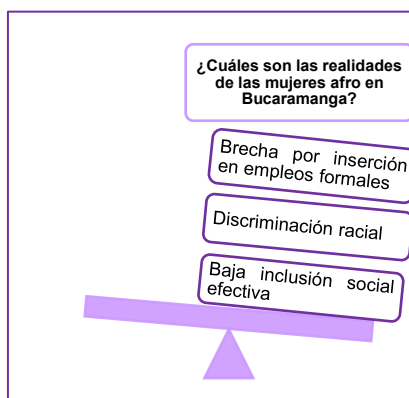 ¿Cuáles son las realidades
de las mujeres afro en
Bucaramanga?
Brecha por inserción
en empleos formales
Discriminación racial
Baja inclusión social
efectiva